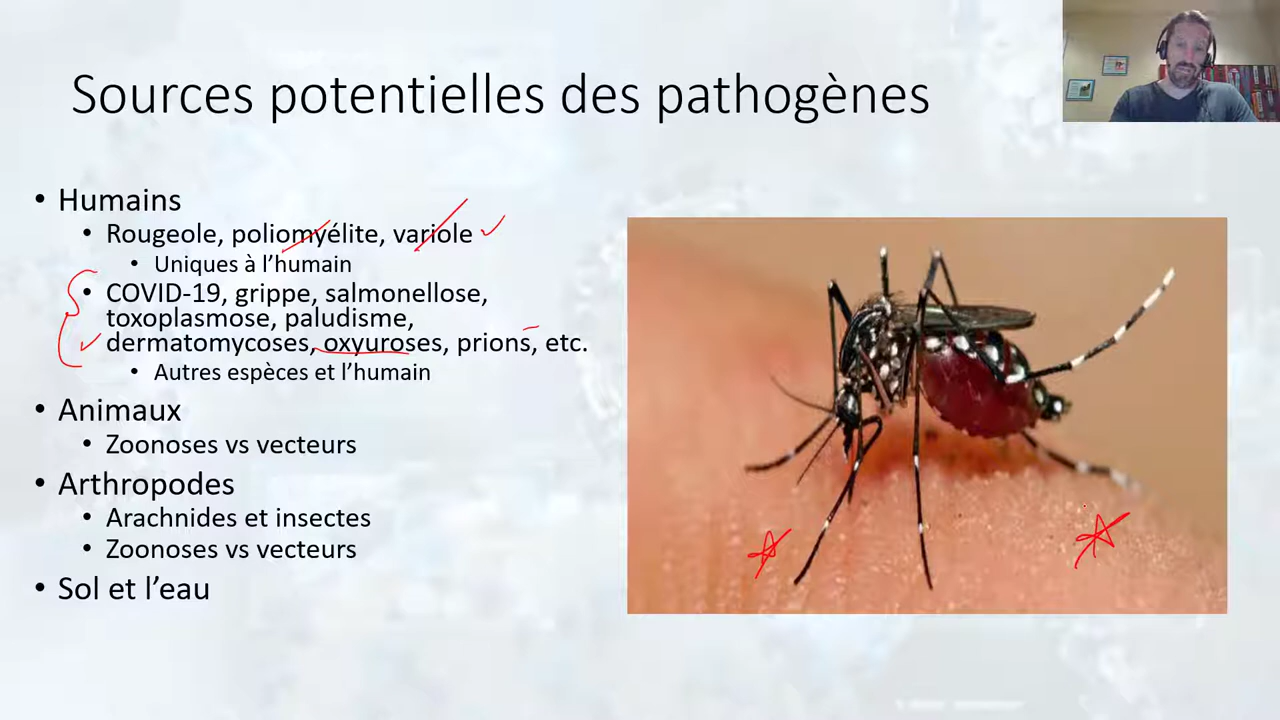 Sources potentielles des pathogènes
• Humains
• Rougeole, poliomyélite, variole
• Uniques à l'humain
• COVID-19, grippe, salmonellose,
toxoplasmose, paludisme,
dermatomycoses, oxyuroses, prions, etc.
• Autres espèces et l'humain
• Animaux
• Zoonoses vs vecteurs
• Arthropodes
• Arachnides et insectes
• Zoonoses vs vecteurs
• Sol et l'eau